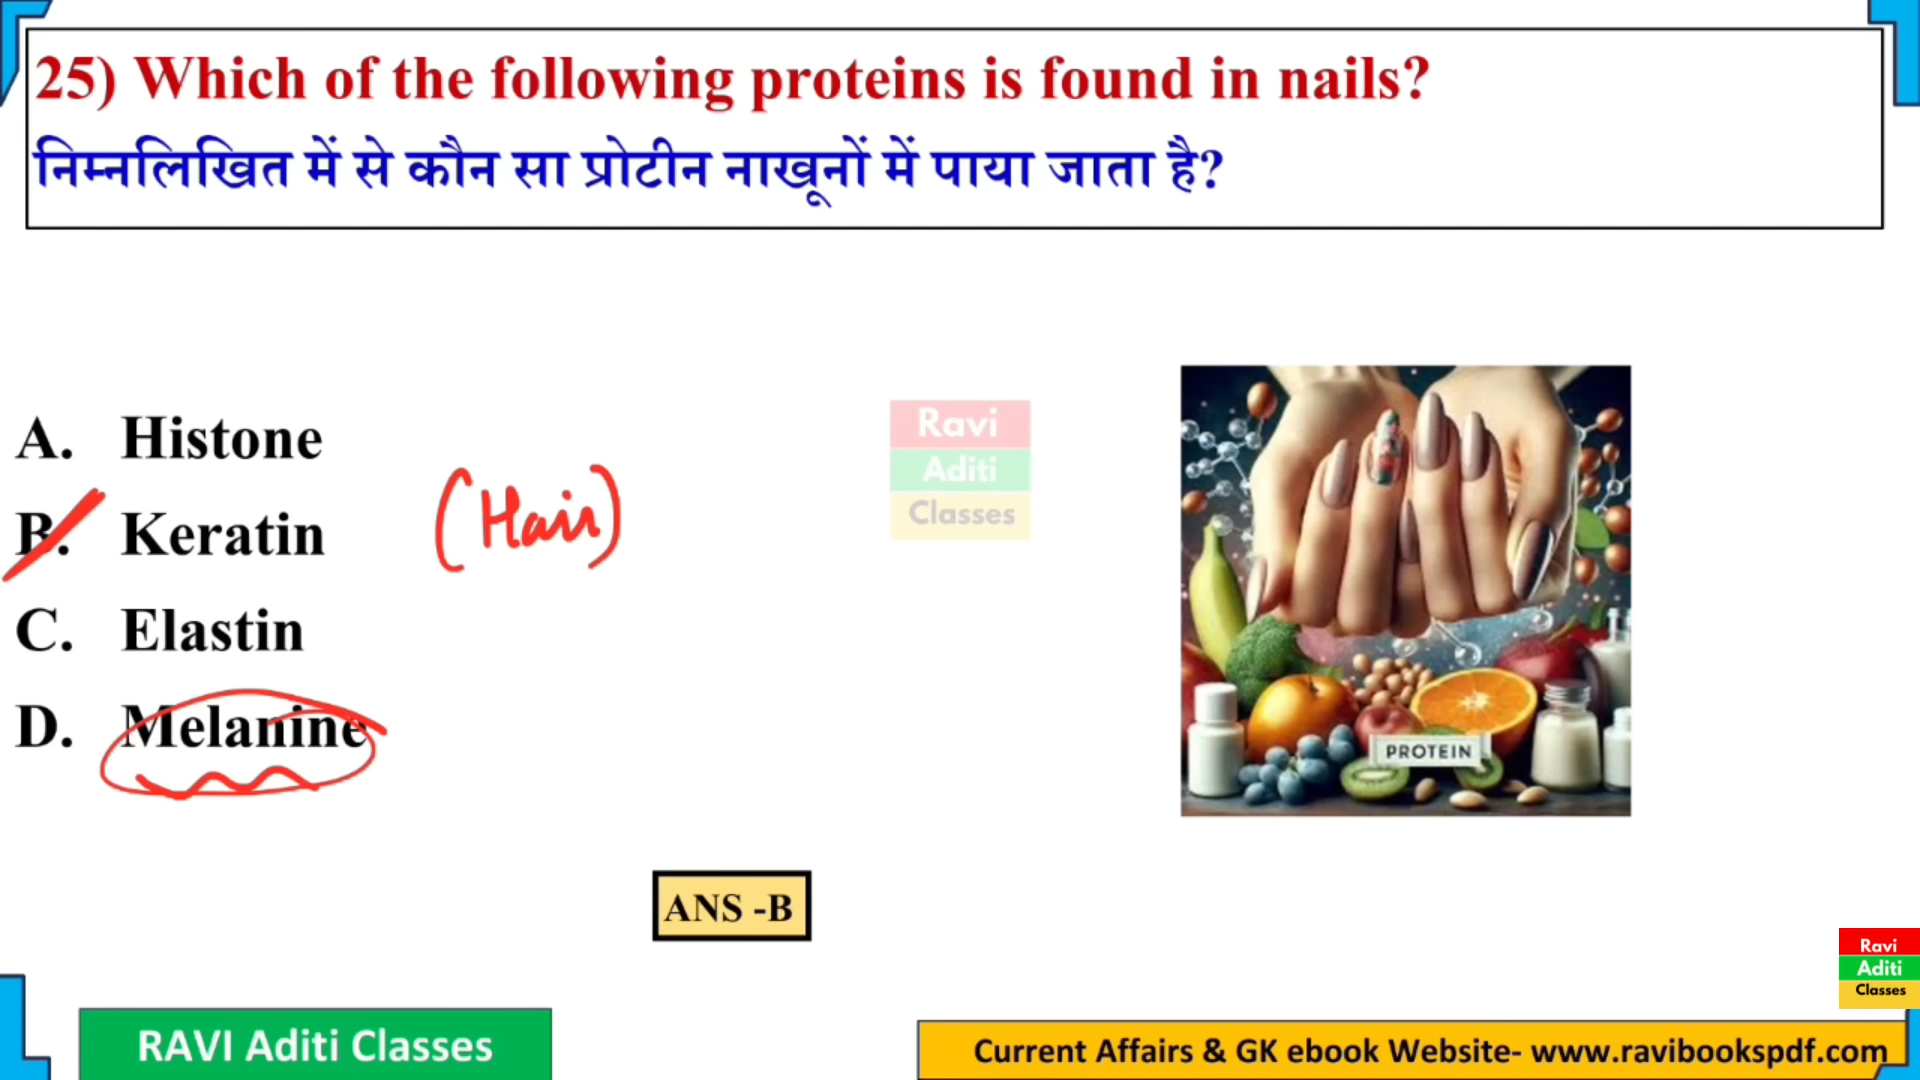 25) Which of the following proteins is found in nails?
निम्नलिखित में से कौन सा प्रोटीन नाखूनों में पाया जाता है?
A. Histone
B. Keratin (Hair)
C. Elastin
D. Melanine
Ravi
Aditi
Classes
PROTEIN
ANS -B
Ravi
Aditi
Classes
RAVI Aditi Classes
Current Affairs & GK ebook Website- www.ravibookspdf.com